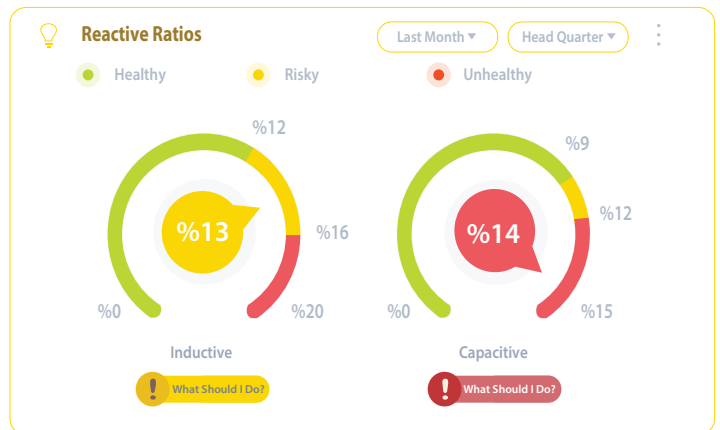 Reactive Ratios
Last Month
Head Quarter
Healthy
Risky
Unhealthy
%12
%13
%16
%0
%20
Inductive
! What Should I Do?
%9
%12
%14
%0
%15
Capacitive
! What Should I Do?